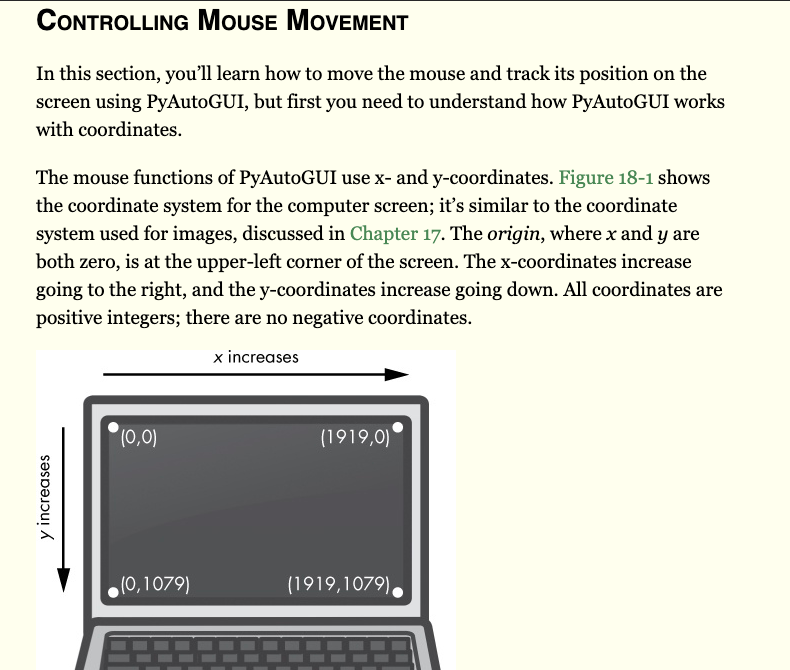 CONTROLLING MOUSE MOVEMENT
In this section, you’ll learn how to move the mouse and track its position on the
screen using PyAutoGUI, but first you need to understand how PyAutoGUI works
with coordinates.
The mouse functions of PyAutoGUI use x- and y-coordinates. Figure 18-1 shows
the coordinate system for the computer screen; it’s similar to the coordinate
system used for images, discussed in Chapter 17. The origin, where x and y are
both zero, is at the upper-left corner of the screen. The x-coordinates increase
going to the right, and the y-coordinates increase going down. All coordinates are
positive integers; there are no negative coordinates.
x increases
(0,0)
(1919,0)
y increases
(0,1079)
(1919,1079)